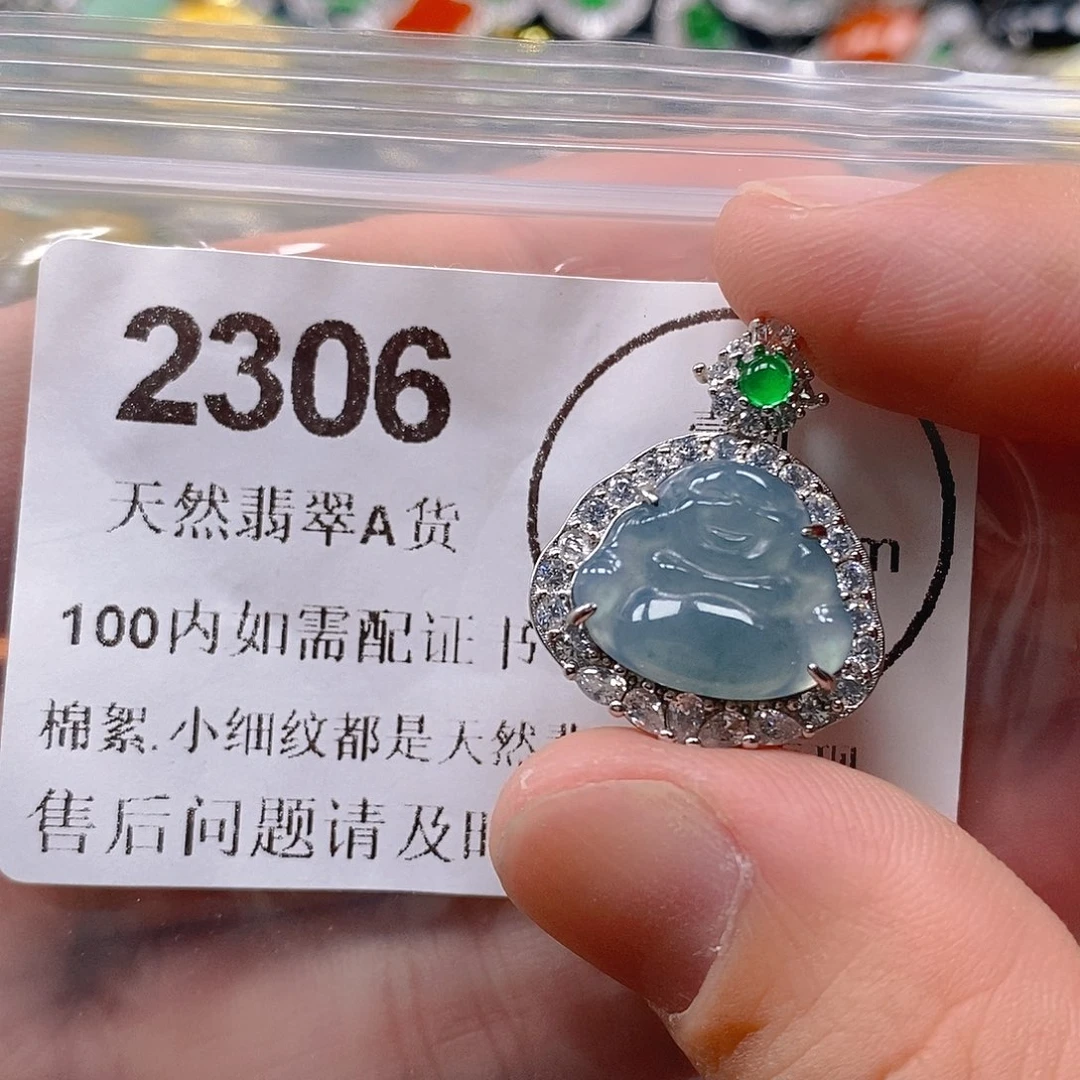 2306
天然翡翠A货
100内如需配证书
棉絮.小细纹都是天然
售后问题请及